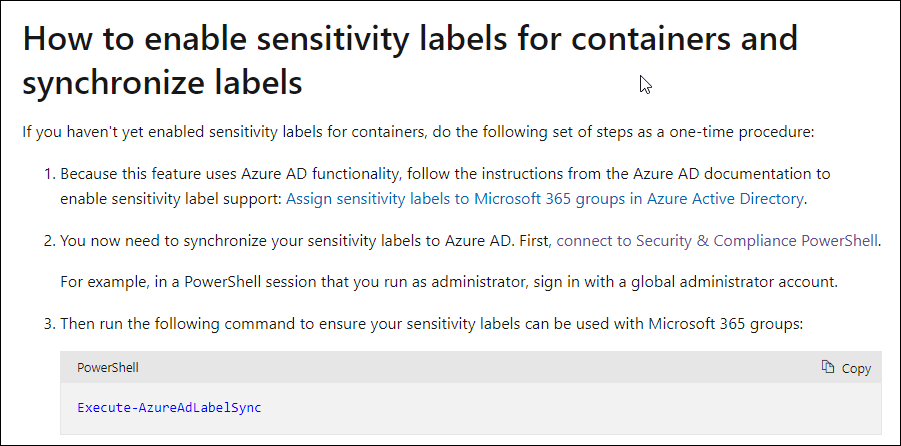 How to enable sensitivity labels for containers and
synchronize labels
If you haven't yet enabled sensitivity labels for containers, do the following set of steps as a one-time procedure:
1. Because this feature uses Azure AD functionality, follow the instructions from the Azure AD documentation to
enable sensitivity label support: Assign sensitivity labels to Microsoft 365 groups in Azure Active Directory.
2. You now need to synchronize your sensitivity labels to Azure AD. First, connect to Security & Compliance PowerShell.
For example, in a PowerShell session that you run as administrator, sign in with a global administrator account.
3. Then run the following command to ensure your sensitivity labels can be used with Microsoft 365 groups:
PowerShell Copy
Execute-AzureAdLabelSync